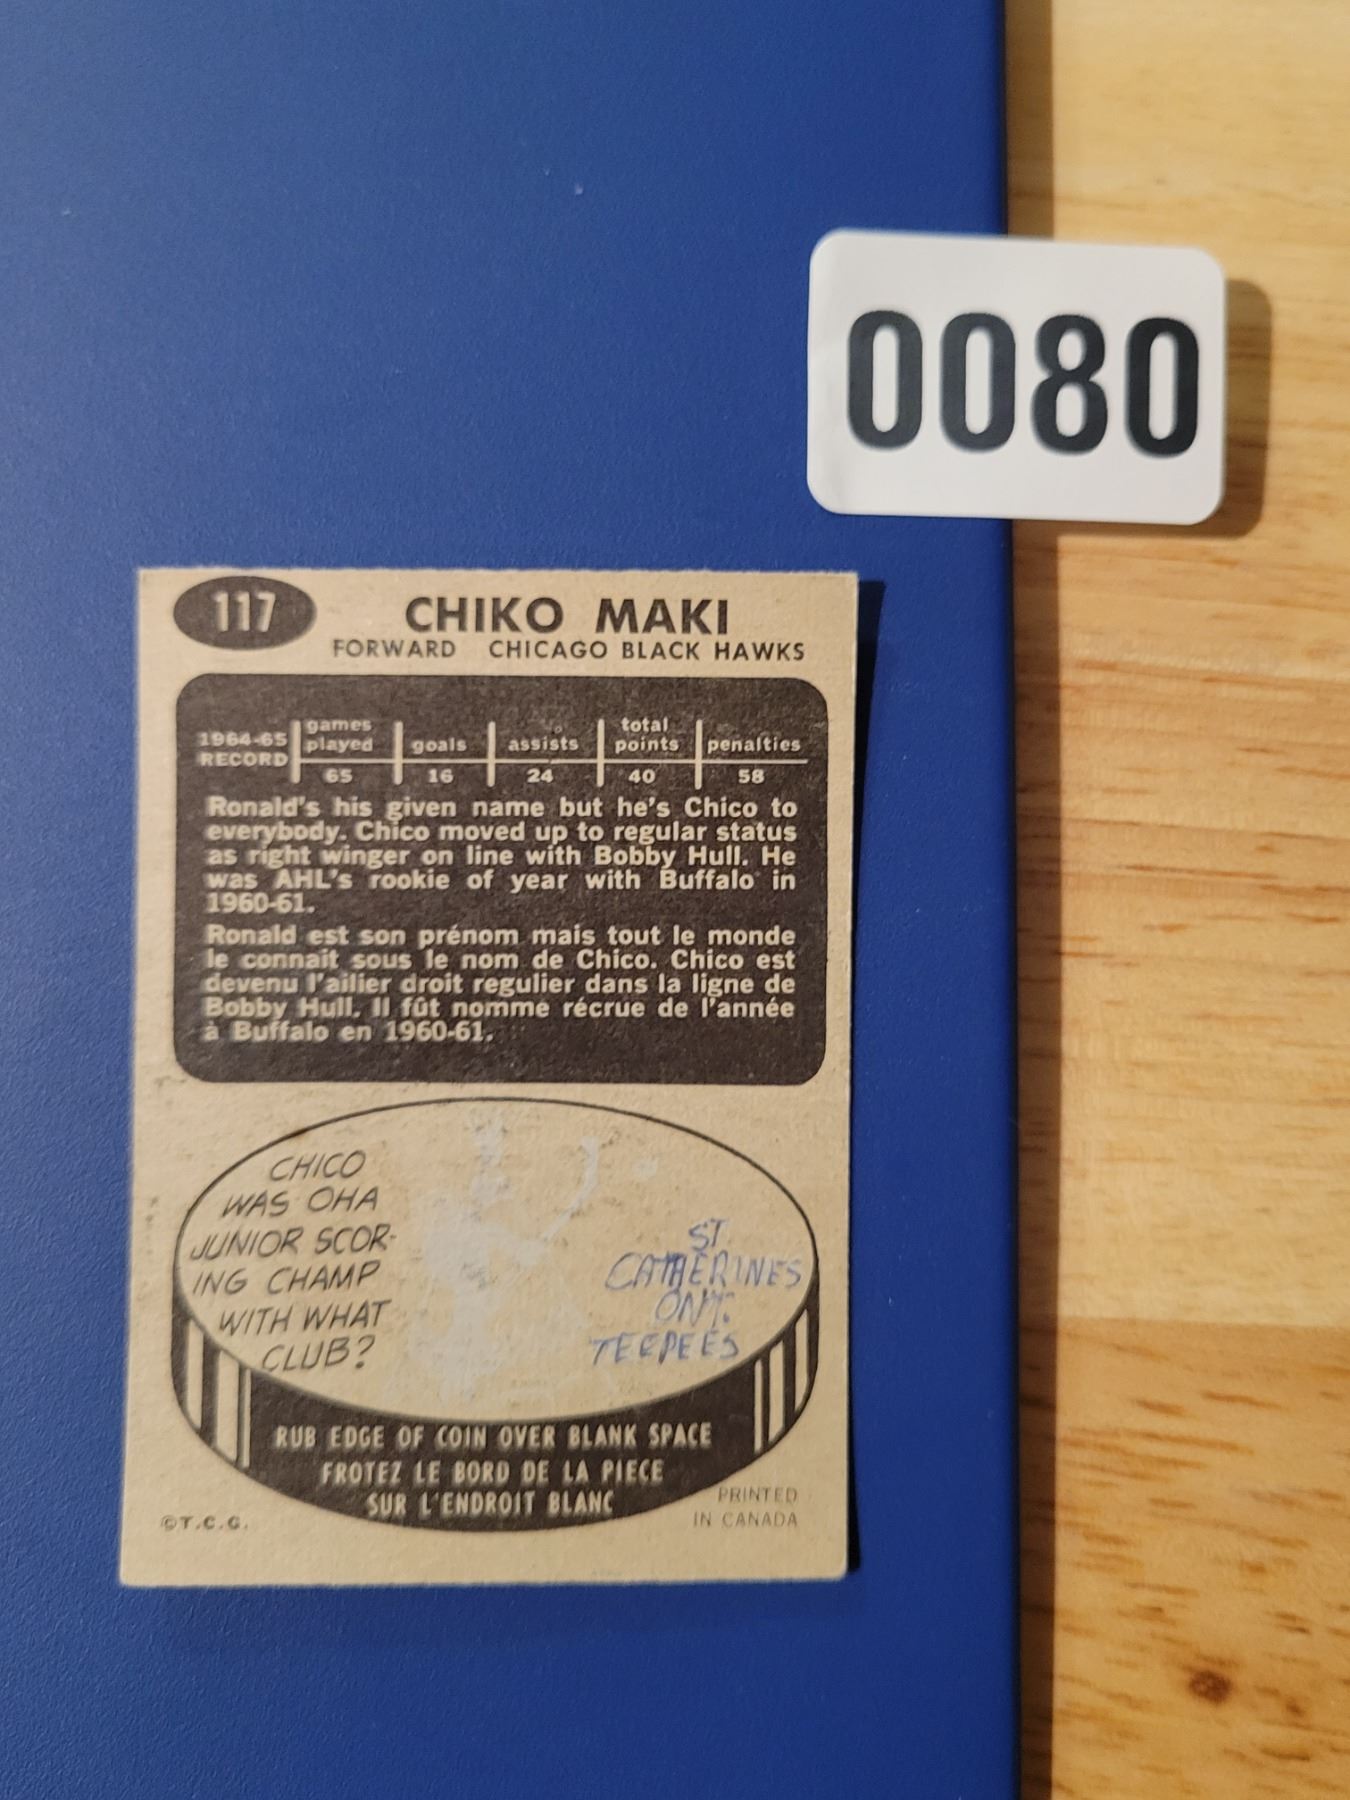 0080
117
CHIKO MAKI
FORWARD CHICAGO BLACK HAWKS
1964-65 RECORD games played goals assists total points penalties
65 16 24 40 58
Ronald's his given name but he's Chico to
everybody. Chico moved up to regular status
as right winger on line with Bobby Hull. He
was AHL's rookie of year with Buffalo in
1960-61.
Ronald est son prénom mais tout le monde
le connait sous le nom de Chico. Chico est
devenu l'ailier droit regulier dans la ligne de
Bobby Hull. Il fût nomme récrue de l'année
à Buffalo en 1960-61.
CHICO
WAS OHA
JUNIOR SCOR-
ING CHAMP
WITH WHAT
CLUB?
ST
CATHERINES
ONT.
TEEPEES
RUB EDGE OF COIN OVER BLANK SPACE
FROTEZ LE BORD DE LA PIECE
SUR L'ENDROIT BLANC
©T.C.G.
PRINTED
IN CANADA